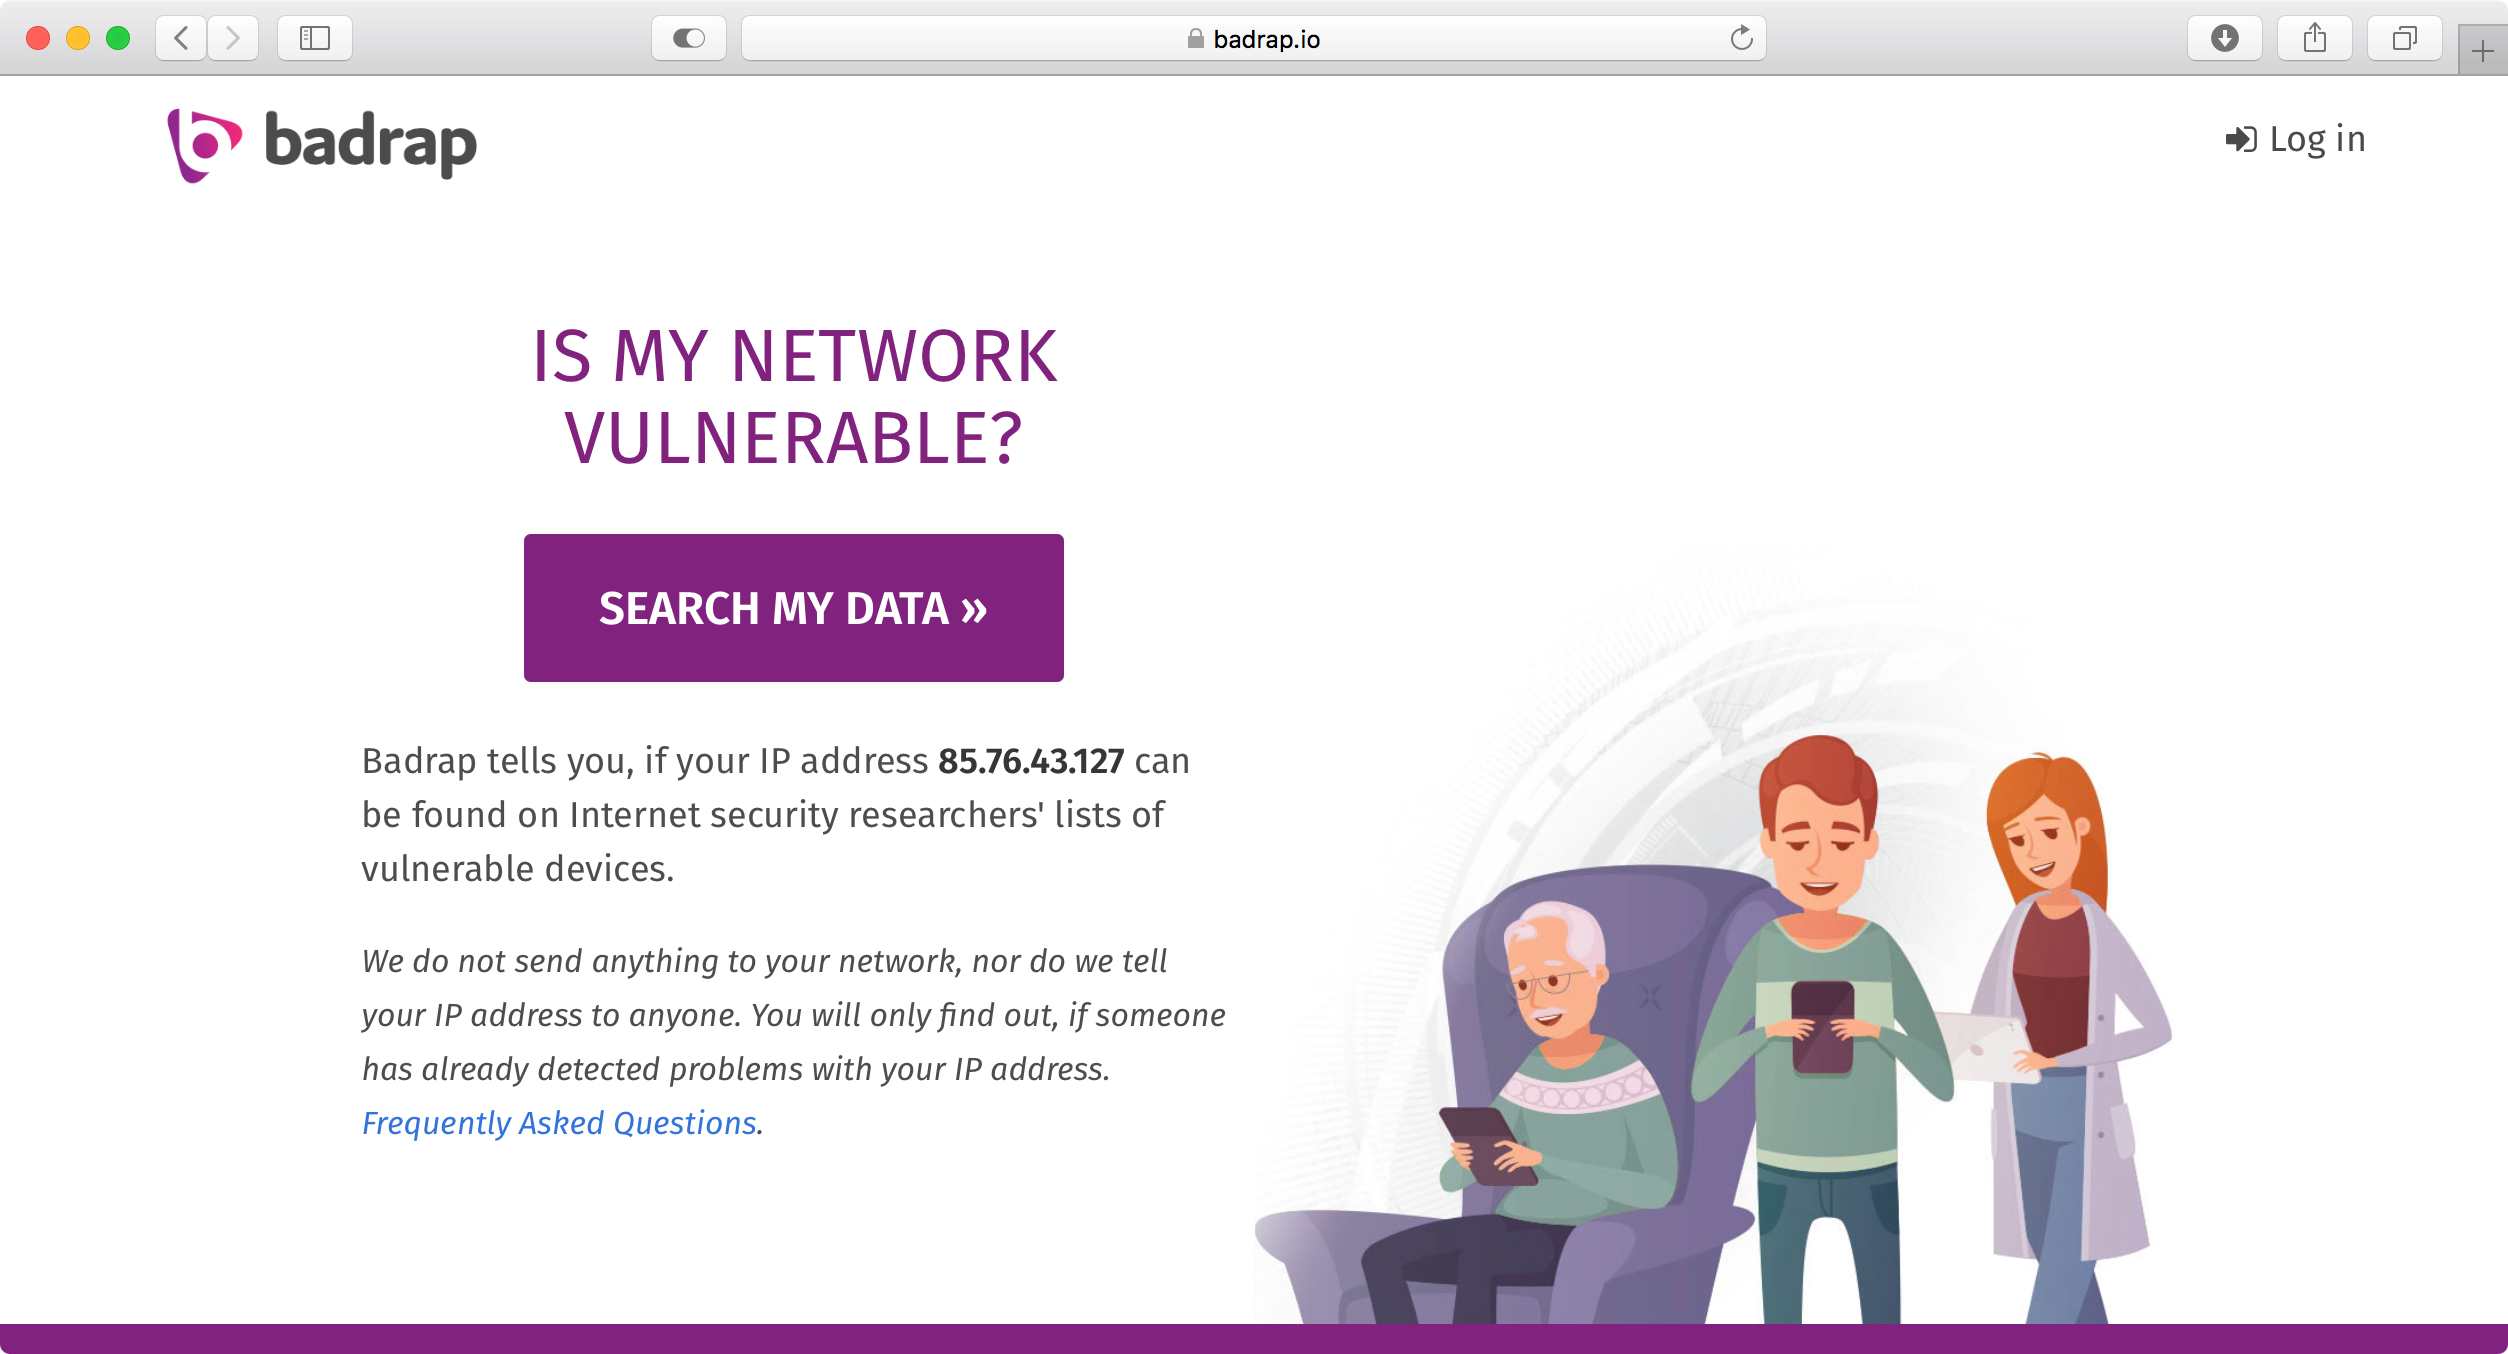 badrap.io
badrap
Log in
IS MY NETWORK
VULNERABLE?
SEARCH MY DATA »
Badrap tells you, if your IP address 85.76.43.127 can
be found on Internet security researchers' lists of
vulnerable devices.
We do not send anything to your network, nor do we tell
your IP address to anyone. You will only find out, if someone
has already detected problems with your IP address.
Frequently Asked Questions.